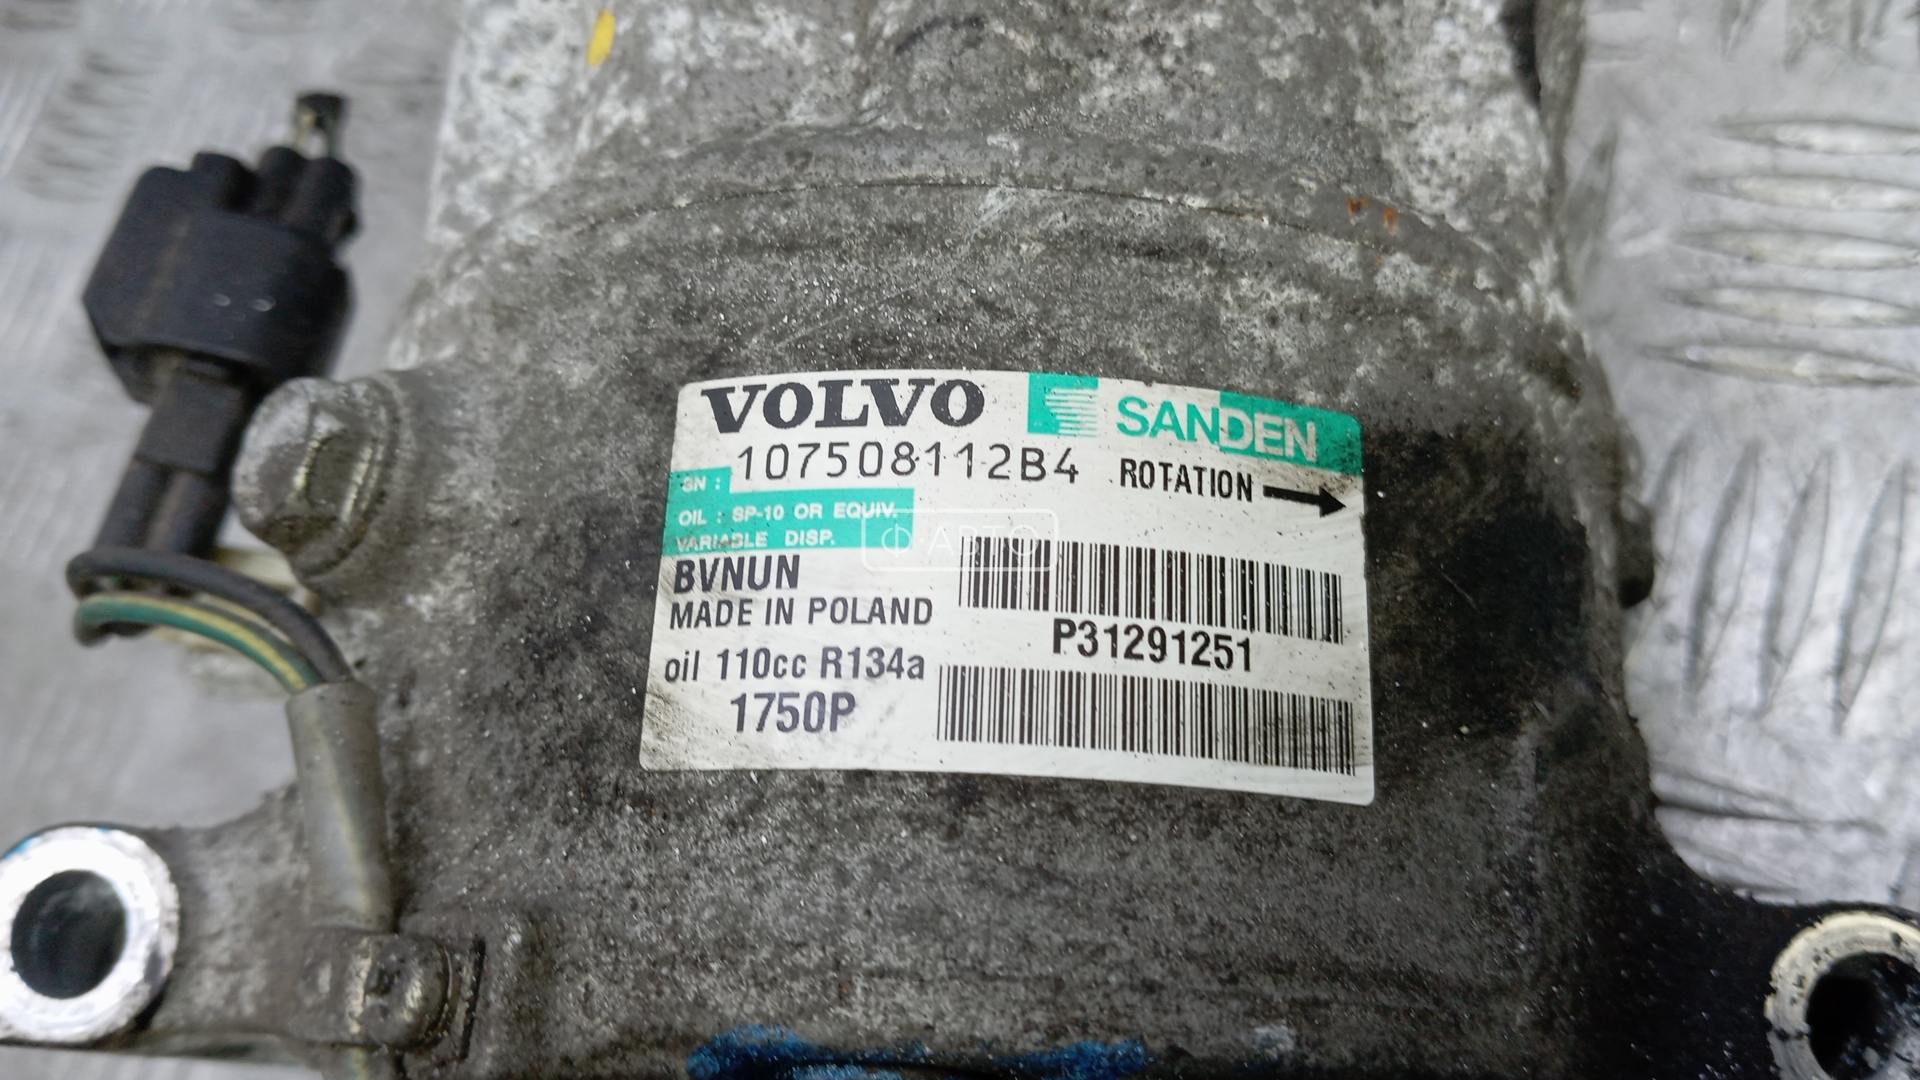 VOLVO SANDEN
107508112B4 ROTATION
SN :
OIL : SP-10 OR EQUIV.
VARIABLE DISP.
Ф·АВТО
BVNUN
MADE IN POLAND
P31291251
oil 110cc R134a
1750P